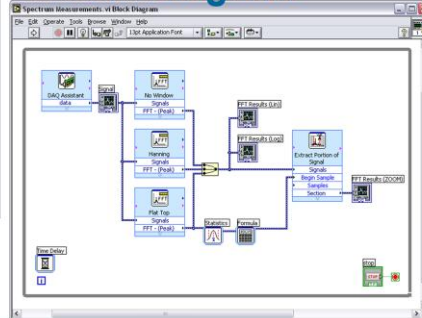 Spectrum Measurements.vi Block Diagram
File Edit Operate Tools Browse Window Help
13pt Application Font
DAQ Assistant
data
Signal
No Window
Signals
FFT - (Peak)
Hanning
Signals
FFT - (Peak)
Flat Top
Signals
FFT - (Peak)
FFT Results (Lin)
FFT Results (Log)
Extract Portion of
Signal
Signals
Begin Sample
Samples
Section
FFT Results (ZOOM)
Statistics
Formula
Time Delay
i
stop